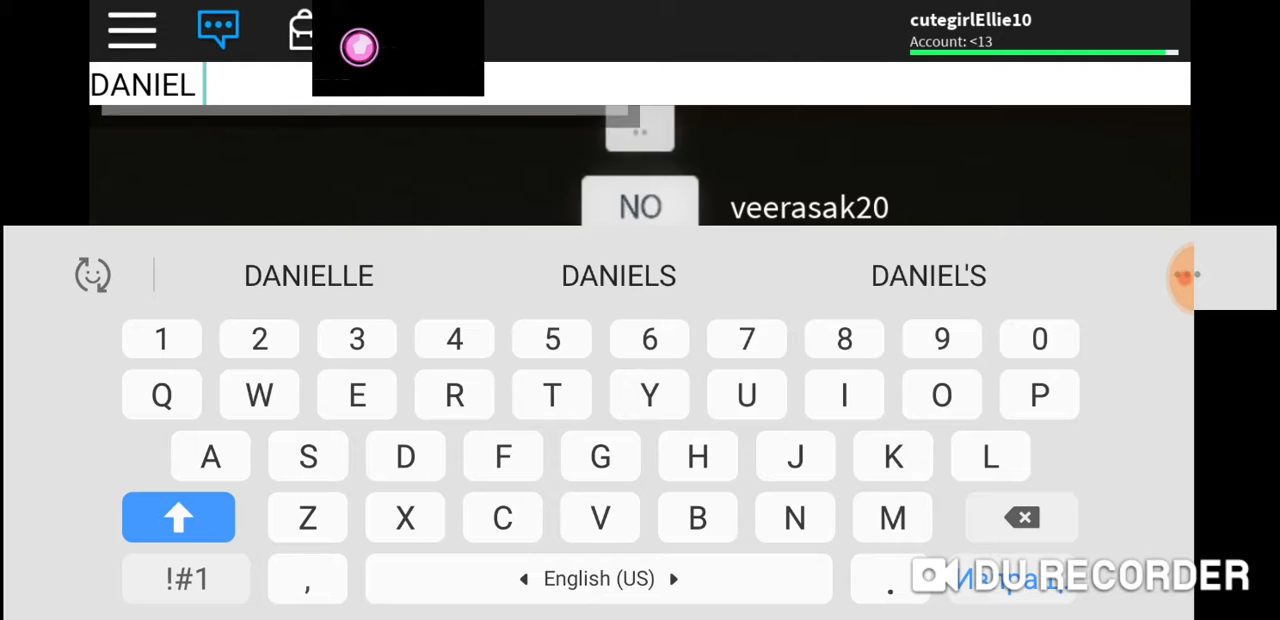 cutegirlEllie10
Account: <13
DANIEL
..
NO
veerasak20
DANIELLE DANIELS DANIEL'S
1 2 3 4 5 6 7 8 9 0
Q W E R T Y U I O P
A S D F G H J K L
Z X C V B N M
!#1 , English (US) .
DU RECORDER